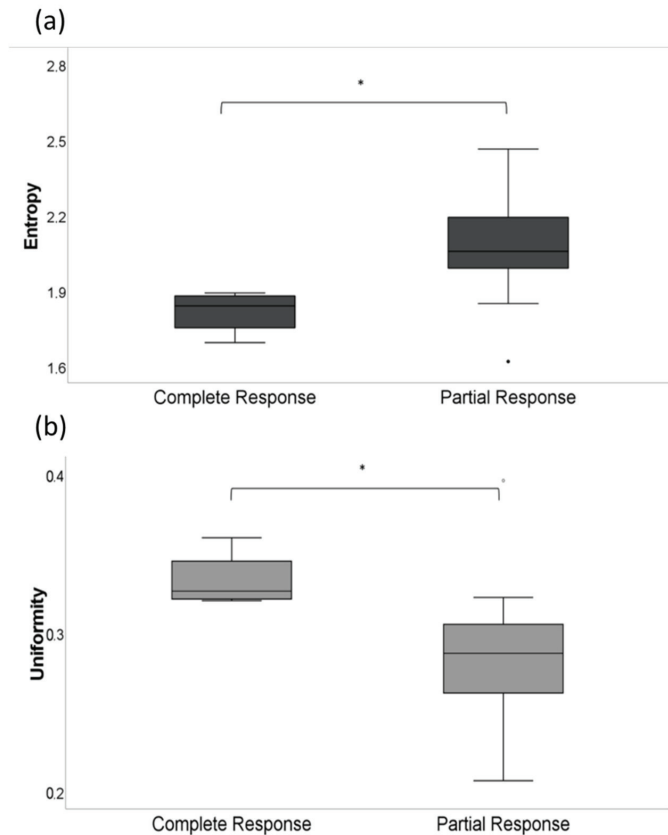 (a)
2.8
*
2.5
2.2
Entropy
1.9
1.6
Complete Response Partial Response
(b)
0.4
*
0.3
Uniformity
0.2
Complete Response Partial Response